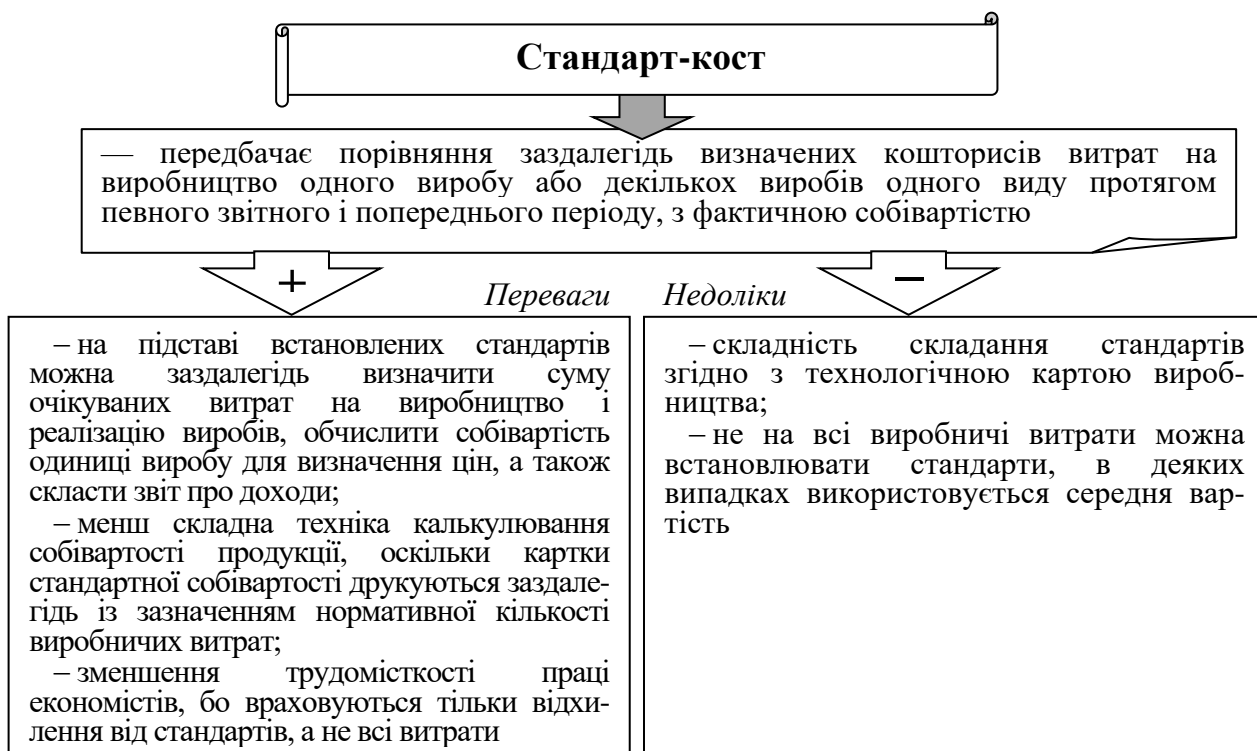 Стандарт-кост
— передбачає порівняння заздалегідь визначених кошторисів витрат на
виробництво одного виробу або декількох виробів одного виду протягом
певного звітного і попереднього періоду, з фактичною собівартістю
+
–
Переваги
Недоліки
– на підставі встановлених стандартів
можна заздалегідь визначити суму
очікуваних витрат на виробництво і
реалізацію виробів, обчислити собівартість
одиниці виробу для визначення цін, а також
скласти звіт про доходи;
– менш складна техніка калькулювання
собівартості продукції, оскільки картки
стандартної собівартості друкуються заздале-
гідь із зазначенням нормативної кількості
виробничих витрат;
– зменшення трудомісткості праці
економістів, бо враховуються тільки відхи-
лення від стандартів, а не всі витрати
– складність складання стандартів
згідно з технологічною картою вироб-
ництва;
– не на всі виробничі витрати можна
встановлювати стандарти, в деяких
випадках використовується середня вар-
тість